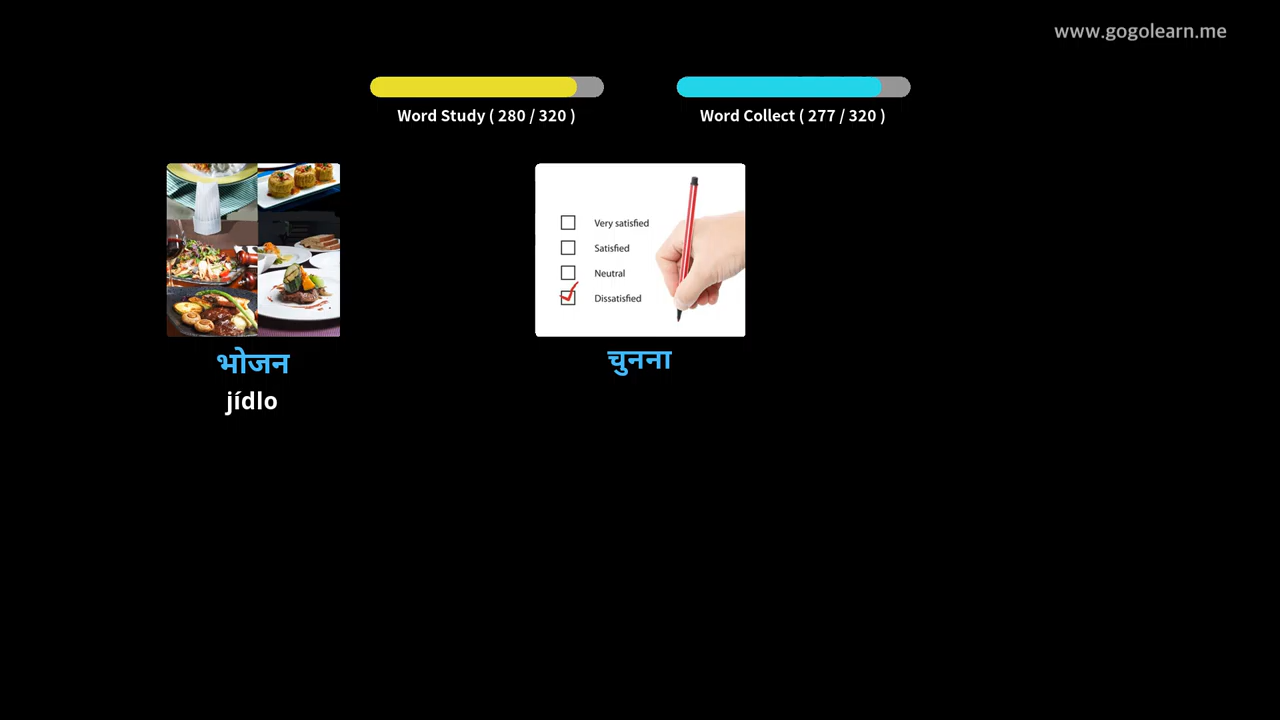 www.gogolearn.me
Word Study ( 280 / 320 )
Word Collect ( 277 / 320 )
Very satisfied
Satisfied
Neutral
Dissatisfied
भोजन
jídlo
चुनना